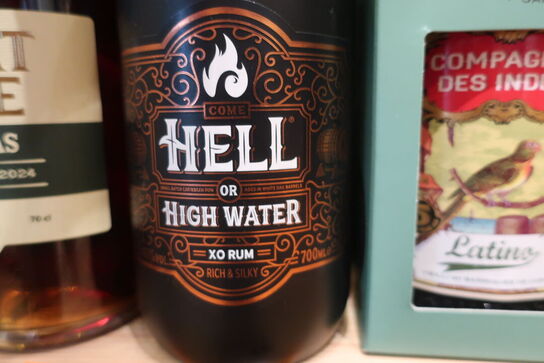 AS
2024
70 cl
COME
HELL
OR
HIGH WATER
XO RUM
700ML
RICH & SILKY
COMPAG
DES INDE
Latino